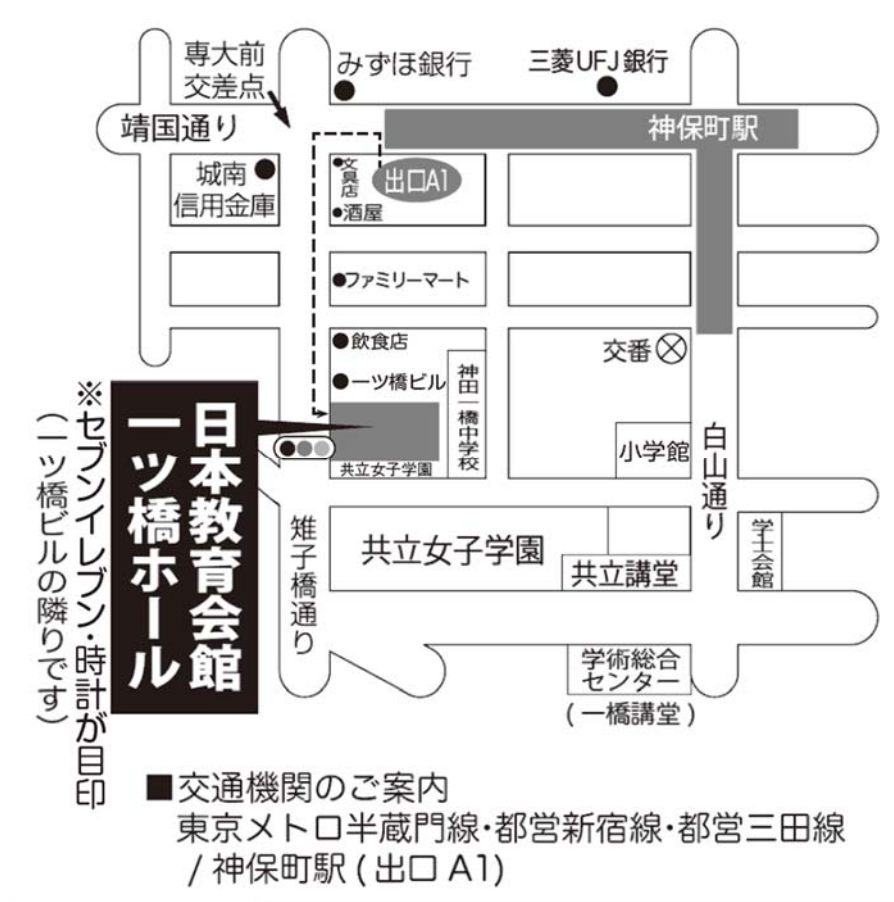 専大前
交差点
みずほ銀行
三菱UFJ銀行
靖国通り
神保町駅
城南
信用金庫
文具店
出口A1
酒屋
ファミリーマート
飲食店
交番
一ツ橋ビル
神田一橋中学校
共立女子学園
小学館
白山通り
日本教育会館
一ツ橋ホール
※セブンイレブン・時計が目印
(一ツ橋ビルの隣りです)
雉子橋通り
共立女子学園
共立講堂
学士会館
学術総合
センター
(一橋講堂)
■交通機関のご案内
東京メトロ半蔵門線・都営新宿線・都営三田線
/ 神保町駅 ( 出口 A1)